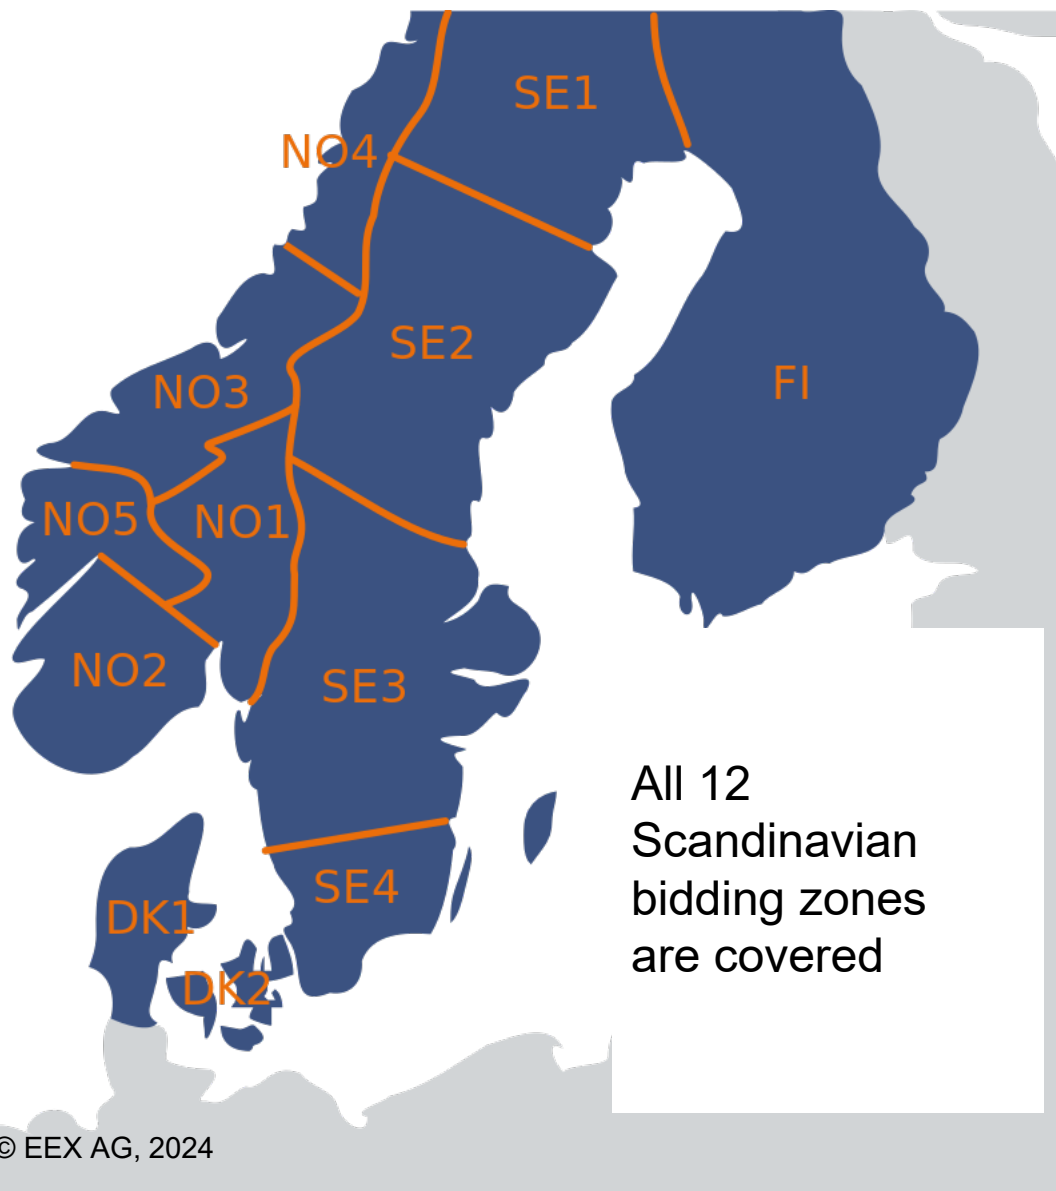 SE1
NO4
SE2
FI
NO3
NO5
NO1
NO2
SE3
All 12
Scandinavian
bidding zones
are covered
SE4
DK1
DK2
© EEX AG, 2024